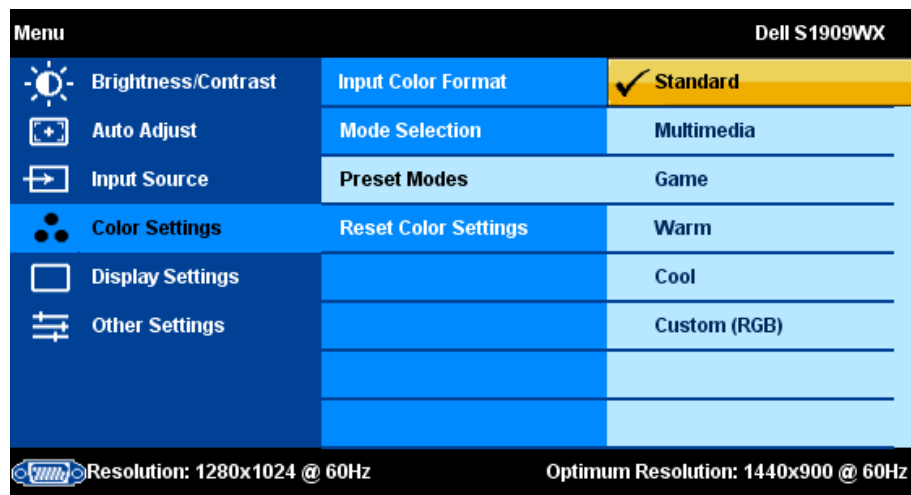 Menu Dell S1909WX
Brightness/Contrast Input Color Format Standard
Auto Adjust Mode Selection Multimedia
Input Source Preset Modes Game
Color Settings Reset Color Settings Warm
Display Settings Cool
Other Settings Custom (RGB)
Resolution: 1280x1024 @ 60Hz Optimum Resolution: 1440x900 @ 60Hz